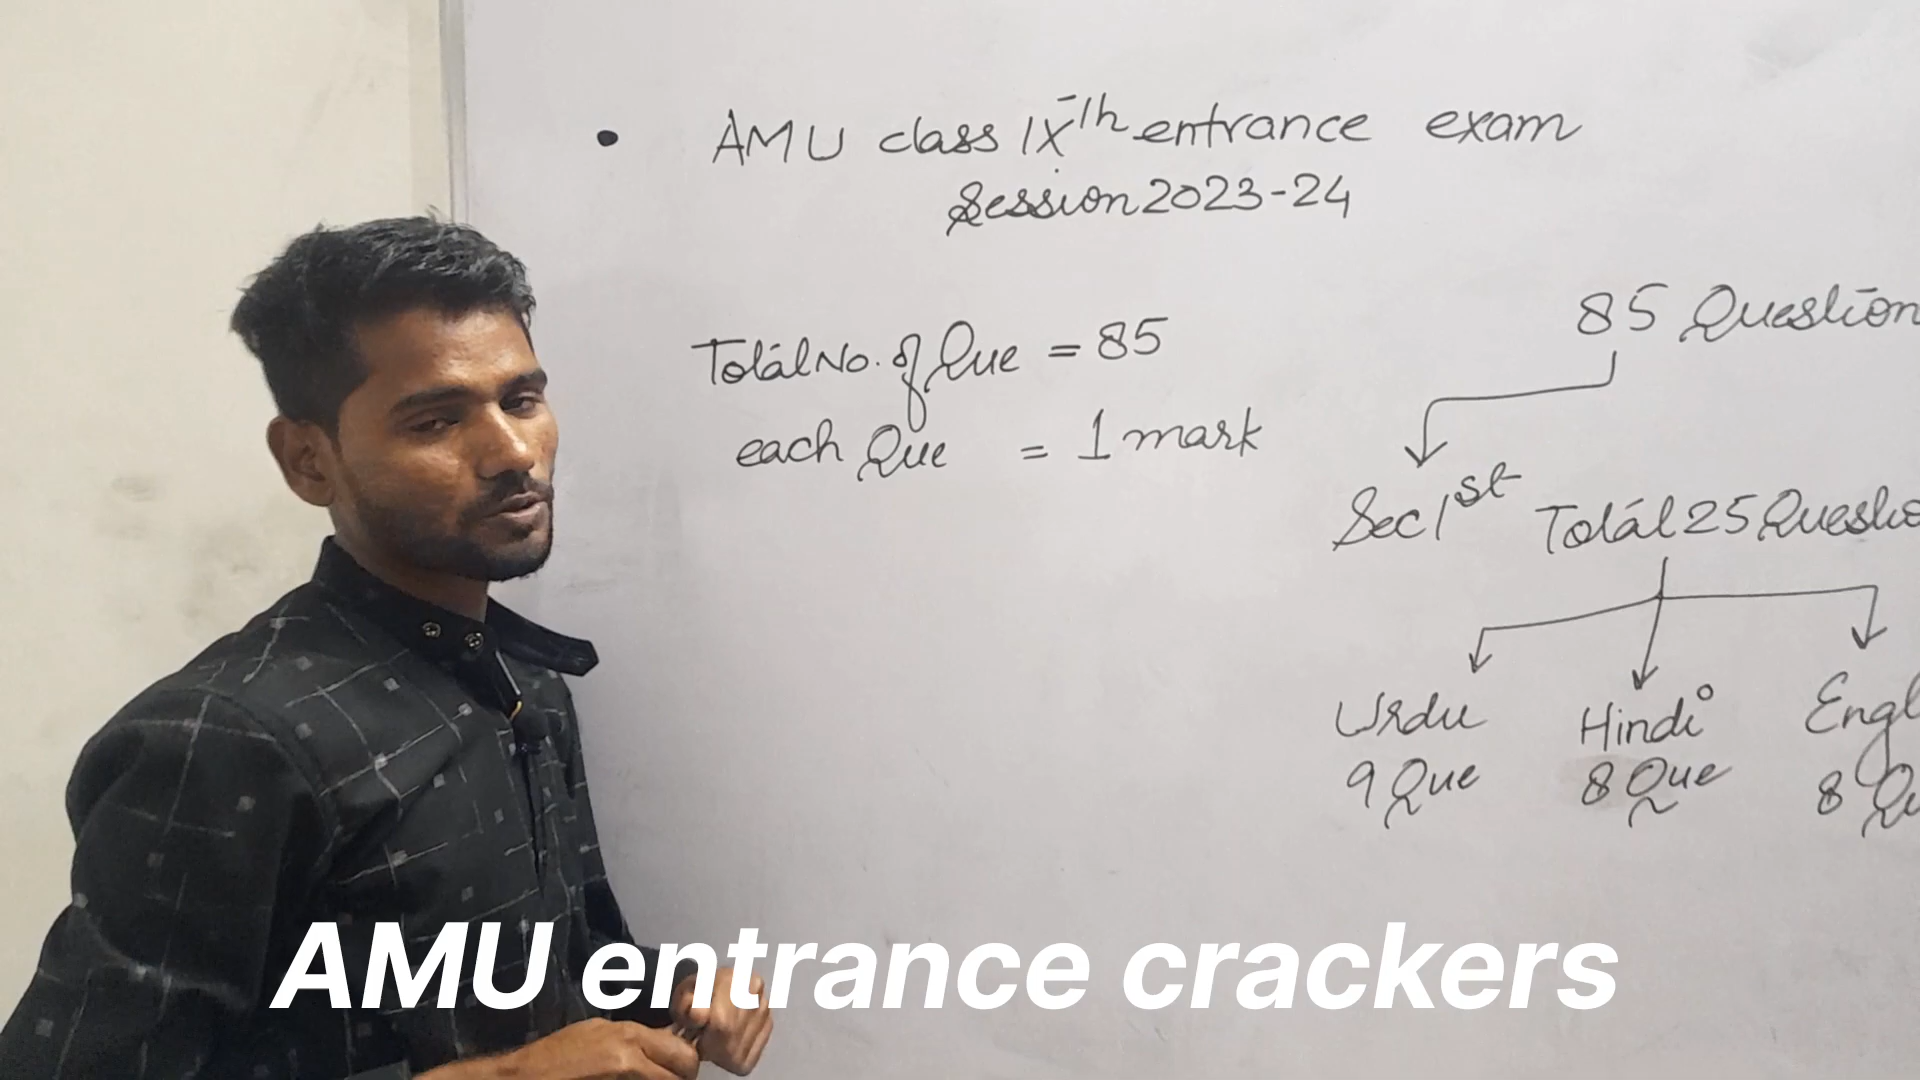 • AMU class IXth entrance exam
Session 2023-24
Total No. of Que = 85
each Que = 1 mark
85 Question
Sec 1st Total 25 Questio
Urdu Hindi Engl
9 Que 8 Que 8 Qu
AMU entrance crackers